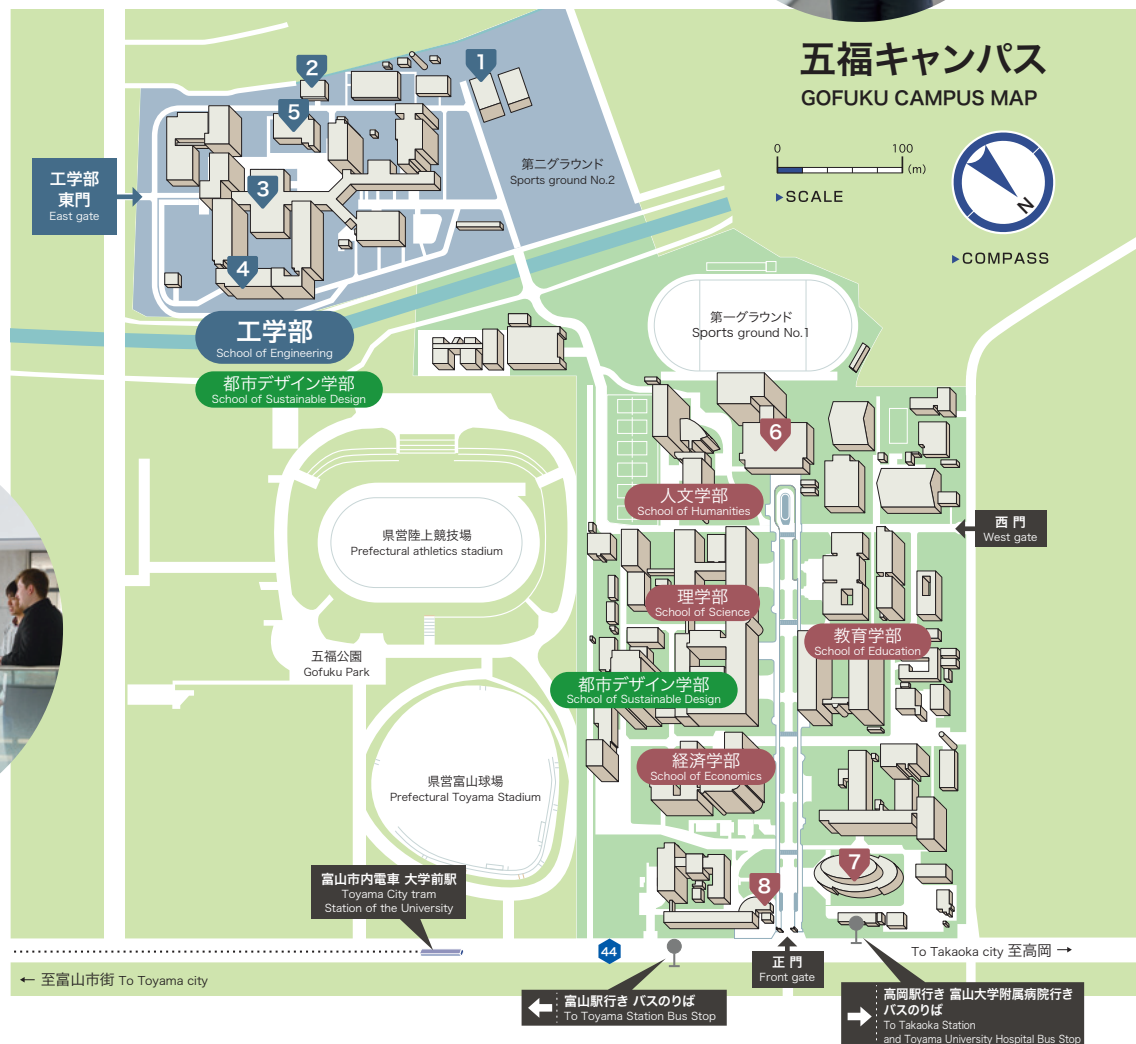 五福キャンパス
GOFUKU CAMPUS MAP
0 100
(m)
▶SCALE
N
▶COMPASS
1
2
5
3
4
工学部
東門
East gate
第二グラウンド
Sports ground No.2
工学部
School of Engineering
都市デザイン学部
School of Sustainable Design
第一グラウンド
Sports ground No.1
6
人文学部
School of Humanities
西 門
West gate
県営陸上競技場
Prefectural athletics stadium
理学部
School of Science
教育学部
School of Education
五福公園
Gofuku Park
都市デザイン学部
School of Sustainable Design
経済学部
School of Economics
県営富山球場
Prefectural Toyama Stadium
7
8
富山市内電車 大学前駅
Toyama City tram
Station of the University
44
To Takaoka city 至高岡 →
正 門
Front gate
← 至富山市街 To Toyama city
富山駅行き バスのりば
To Toyama Station Bus Stop
高岡駅行き 富山大学附属病院行き
バスのりば
To Takaoka Station
and Toyama University Hospital Bus Stop